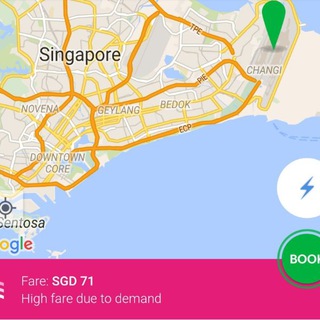 TPE
Singapore
CHANGI
PIE
NOVENA
BEDOK
GEYLANG
ECP
DOWNTOWN
CORE
Sentosa
ogle
BOOK
Fare: SGD 71
High fare due to demand